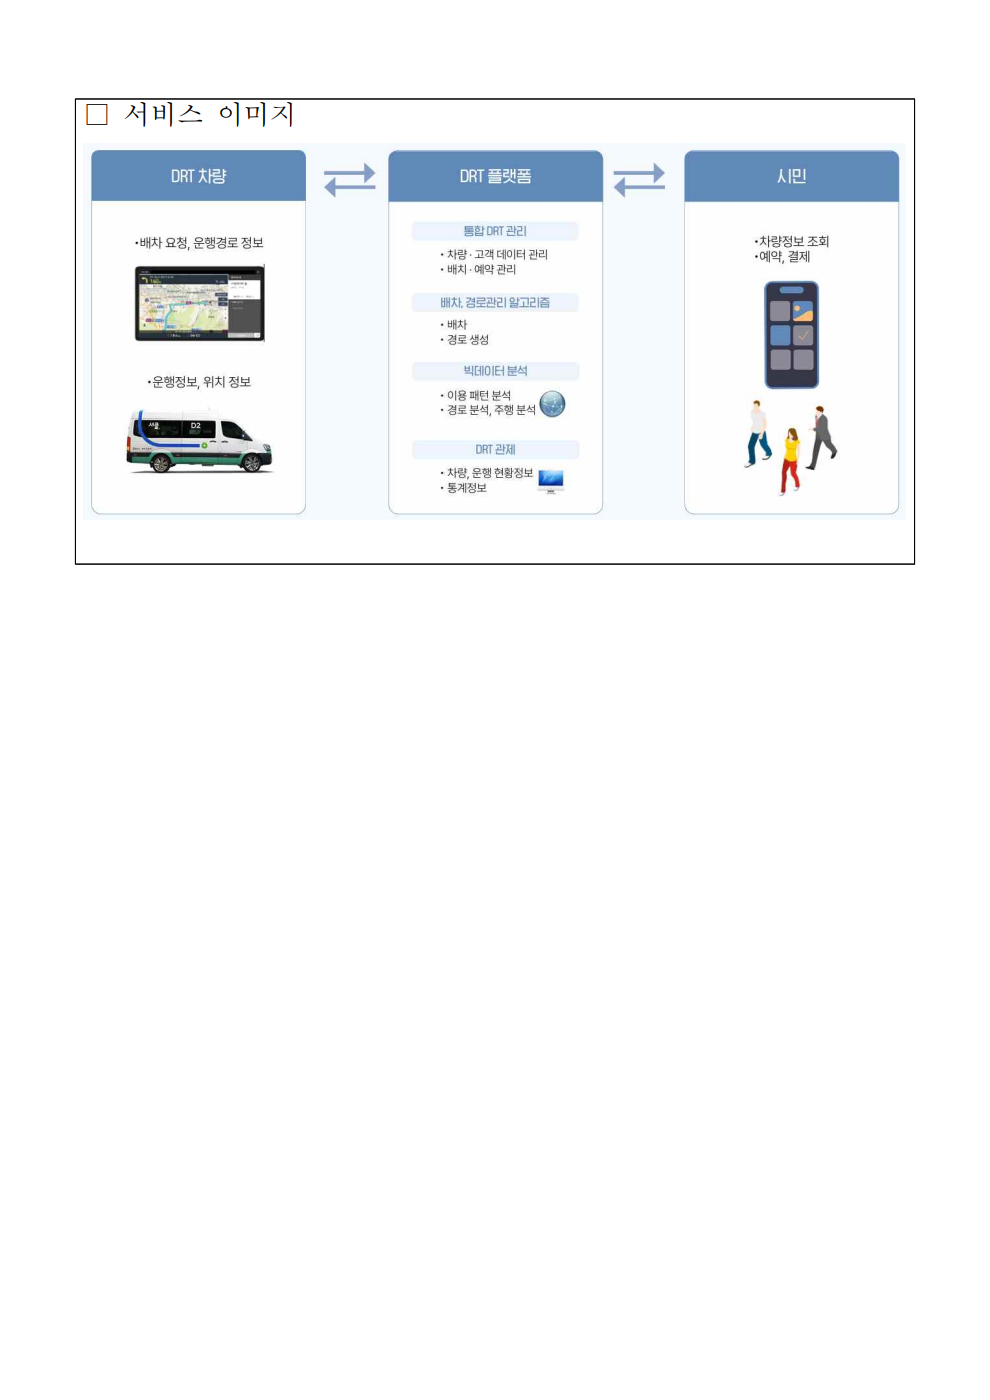 □ 서비스 이미지
DRT 차량
•배차 요청, 운행경로 정보
•운행정보, 위치 정보
셔클
D2
DRT 플랫폼
통합 DRT 관리
• 차량 · 고객 데이터 관리
• 배치 · 예약 관리
배차, 경로관리 알고리즘
• 배차
• 경로 생성
빅데이터 분석
• 이용 패턴 분석
• 경로 분석, 주행 분석
DRT 관제
• 차량, 운행 현황정보
• 통계정보
시민
•차량정보 조회
•예약, 결제